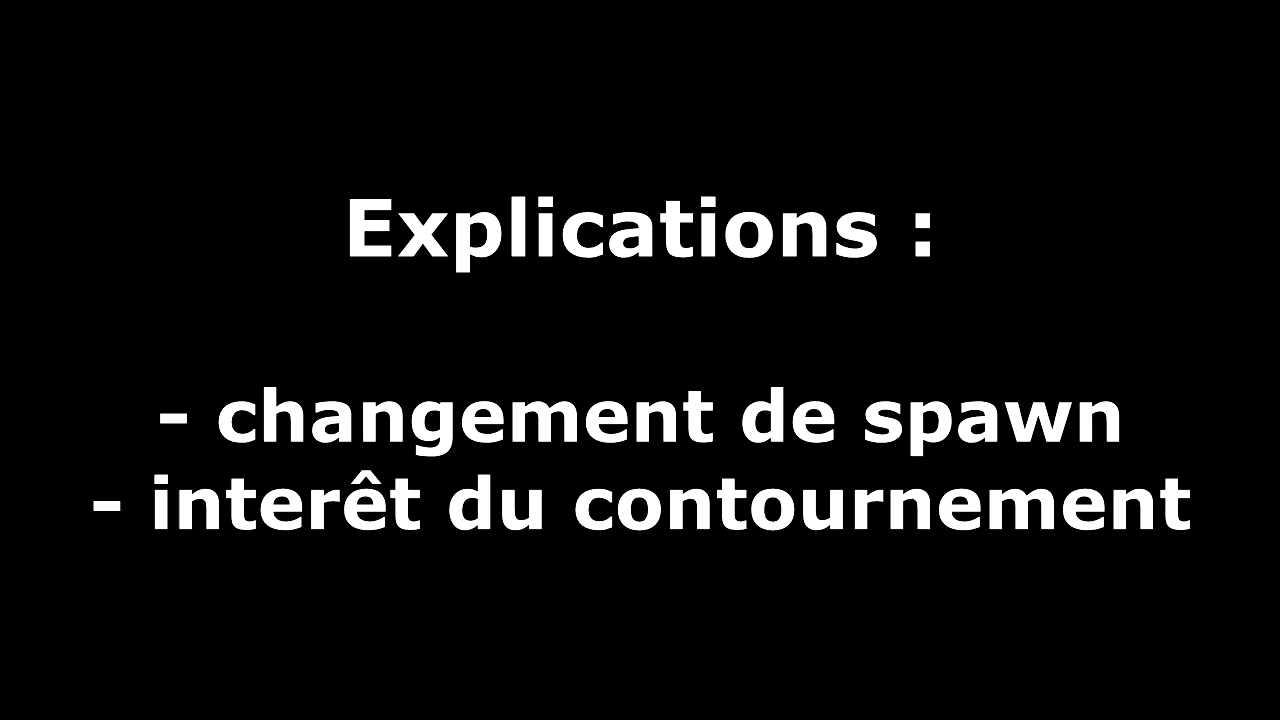 Explications :
- changement de spawn
- interêt du contournement